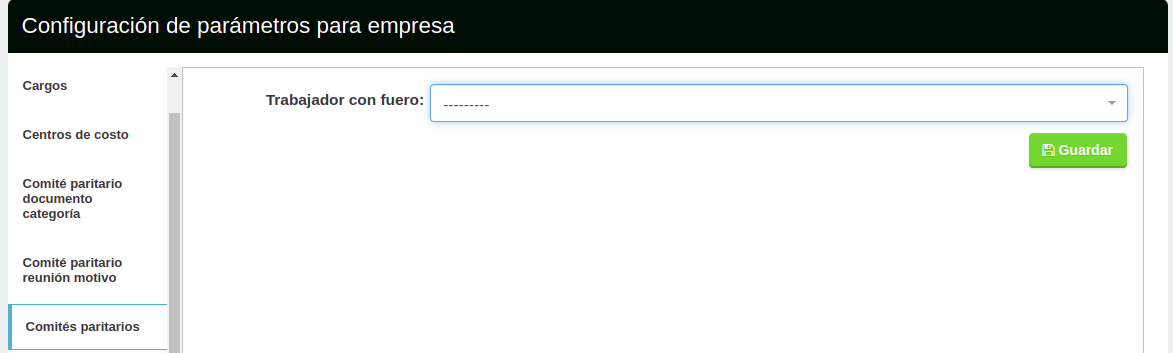 Configuración de parámetros para empresa
Cargos
Centros de costo
Comité paritario
documento
categoría
Comité paritario
reunión motivo
Comités paritarios
Trabajador con fuero:
---------
Guardar